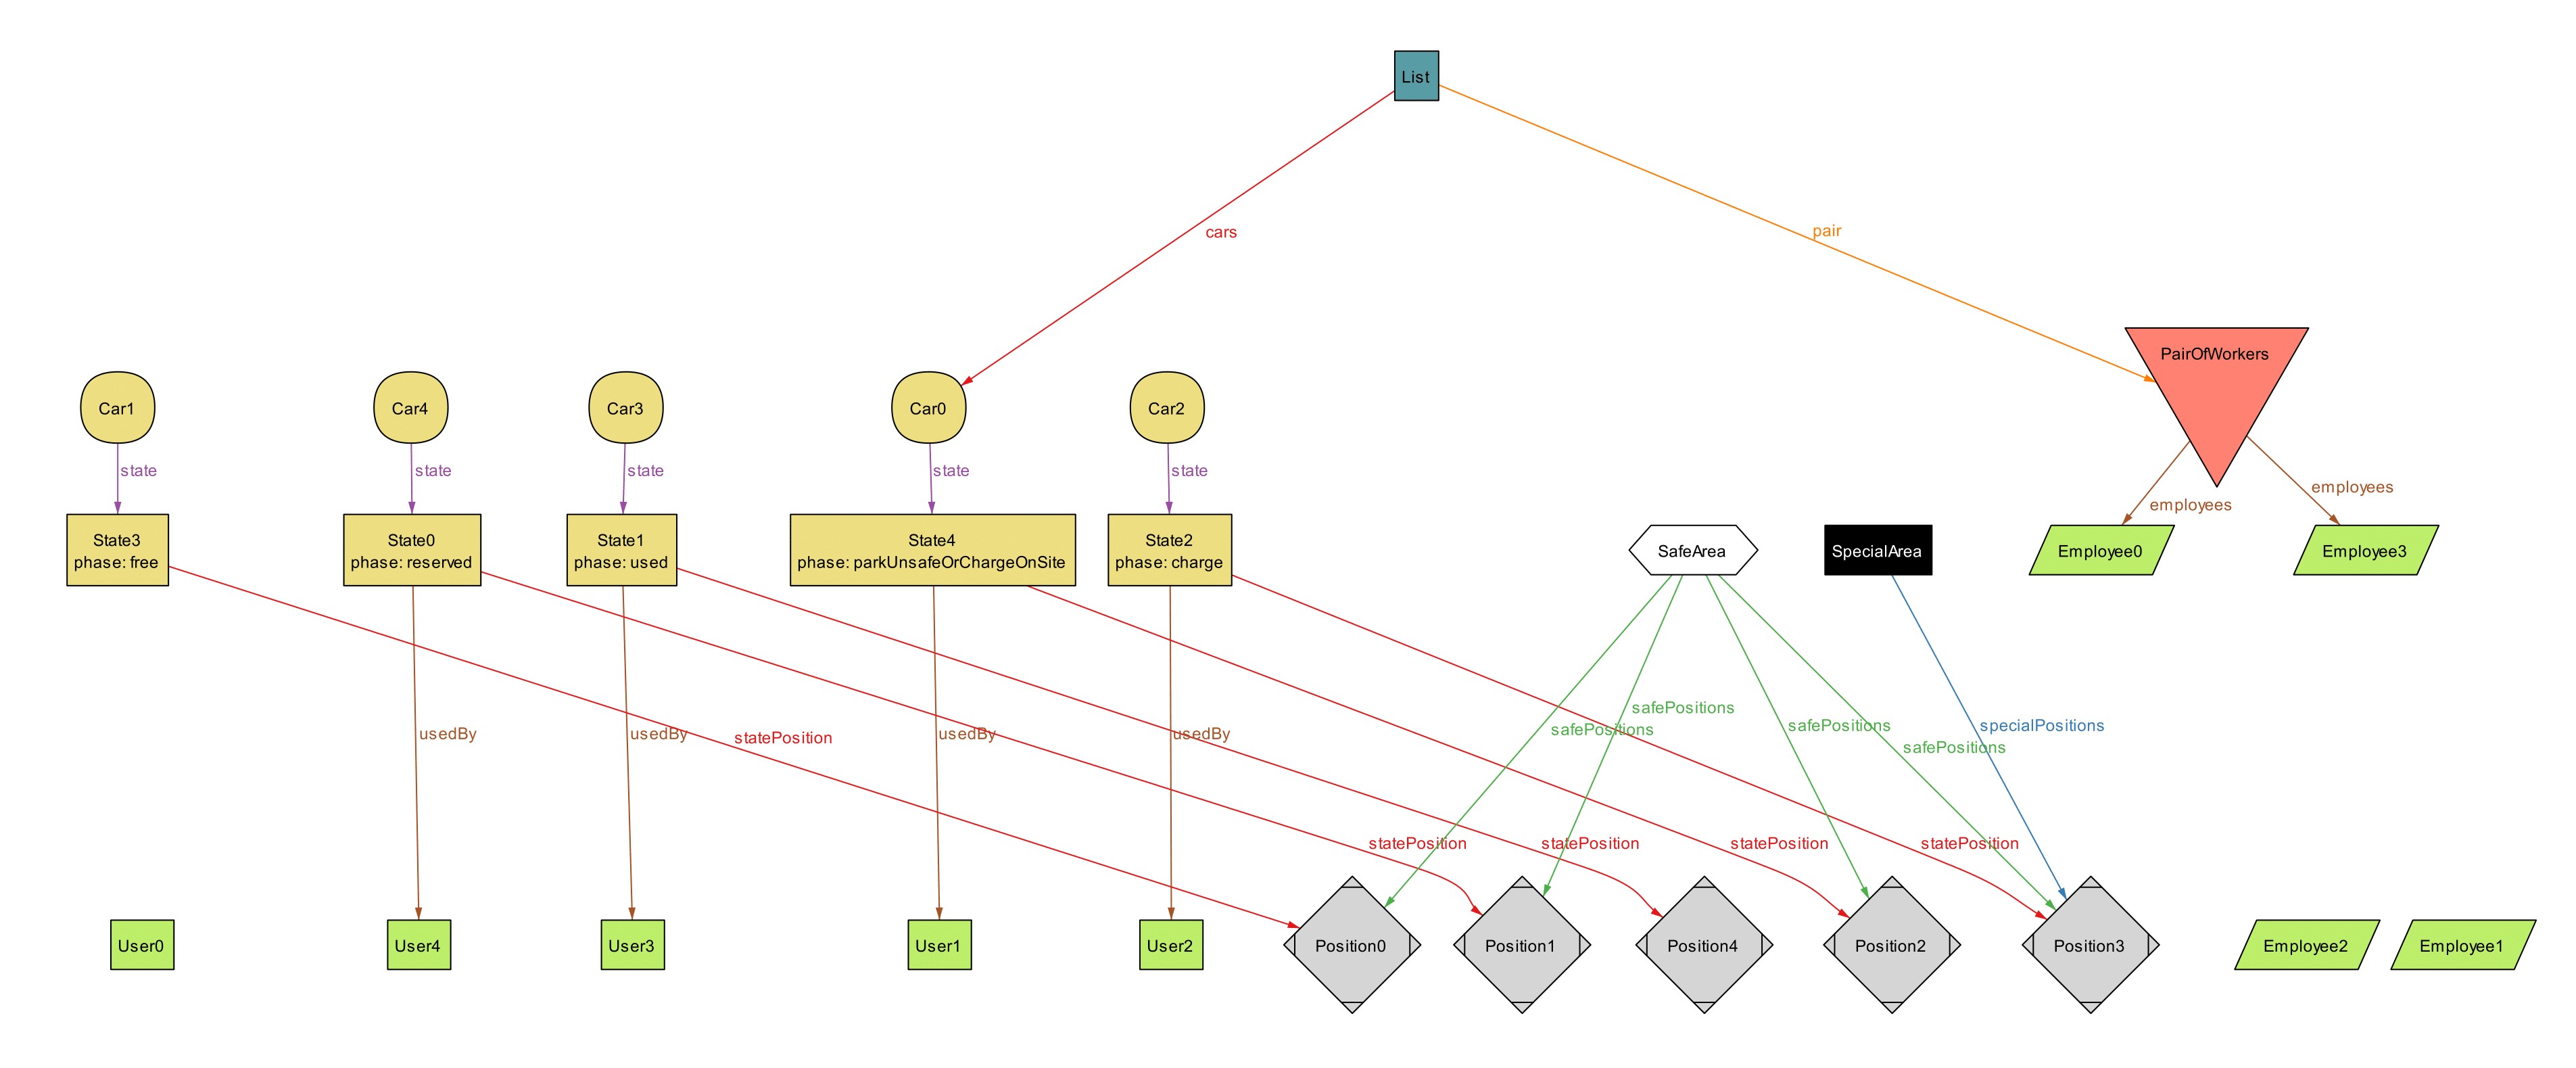 List
cars
pair
PairOfWorkers
Car1
Car4
Car3
Car0
Car2
state
state
state
state
state
employees
employees
State3
phase: free
State0
phase: reserved
State1
phase: used
State4
phase: parkUnsafeOrChargeOnSite
State2
phase: charge
SafeArea
SpecialArea
Employee0
Employee3
safePositions
safePositions
safePositions
specialPositions
safePositions
usedBy
usedBy
statePosition
usedBy
usedBy
statePosition
statePosition
statePosition
statePosition
User0
User4
User3
User1
User2
Position0
Position1
Position4
Position2
Position3
Employee2
Employee1